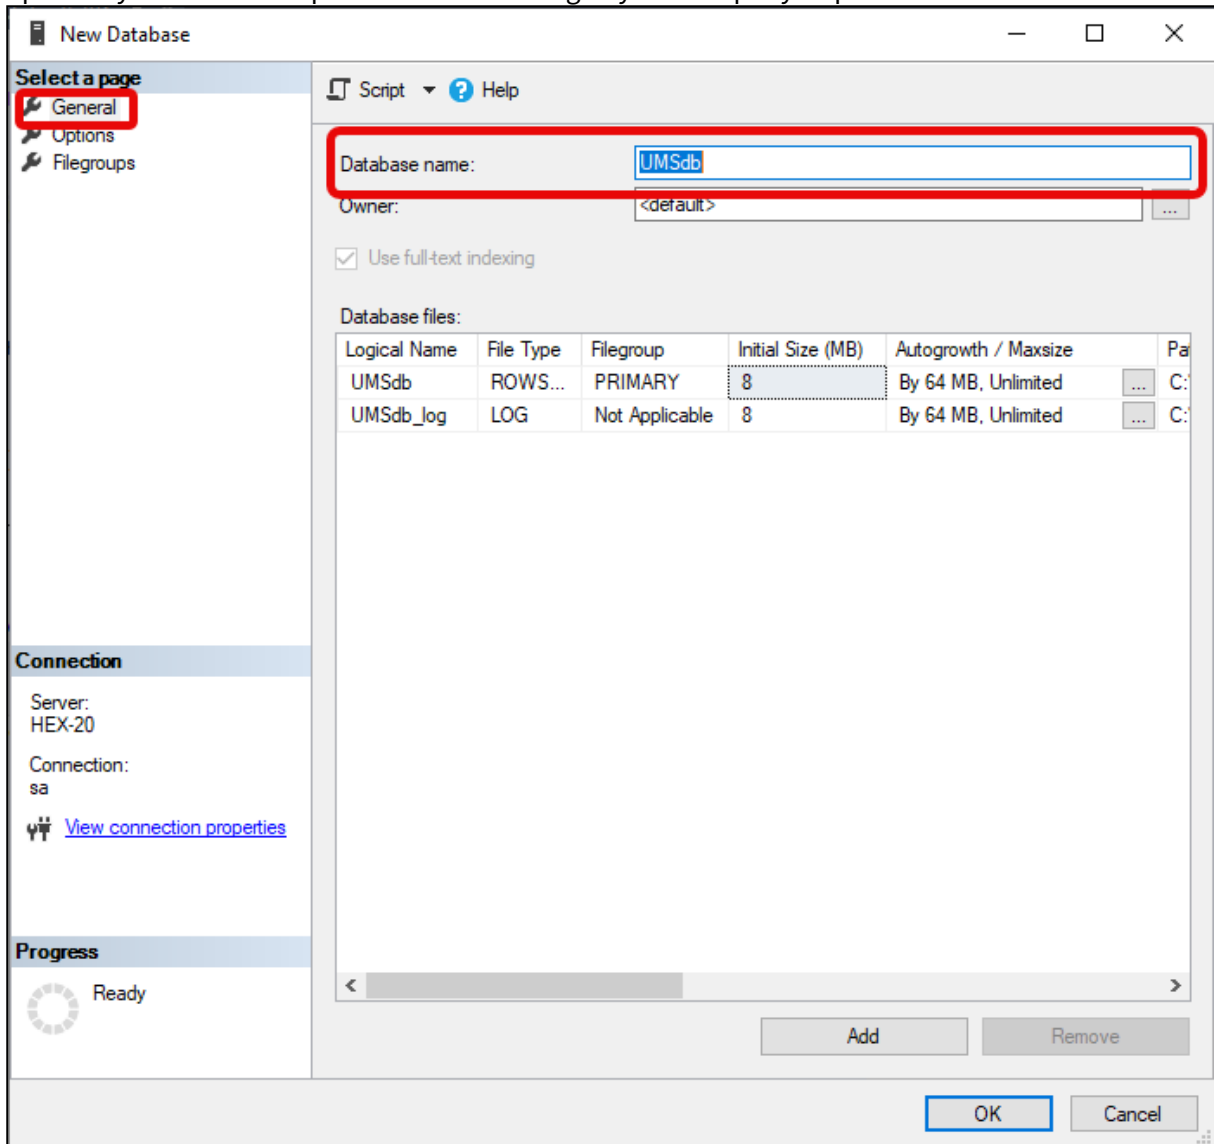 New Database
Select a page
General
Options
Filegroups
Script Help
Database name: UMSdb
Owner: <default> ...
Use full-text indexing
Database files:
Logical Name File Type Filegroup Initial Size (MB) Autogrowth / Maxsize
UMSdb ROWS... PRIMARY 8 By 64 MB, Unlimited ... C:
UMSdb_log LOG Not Applicable 8 By 64 MB, Unlimited ... C:
Connection
Server:
HEX-20
Connection:
sa
View connection properties
Progress
Ready
Add Remove
OK Cancel